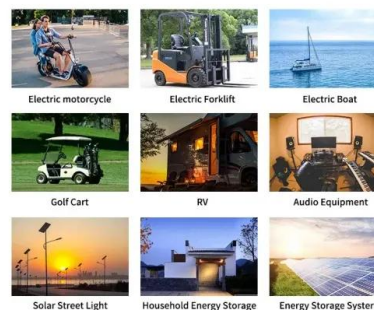 Electric motorcycle
Electric Forklift
Electric Boat
Golf Cart
RV
Audio Equipment
Solar Street Light
Household Energy Storage
Energy Storage System